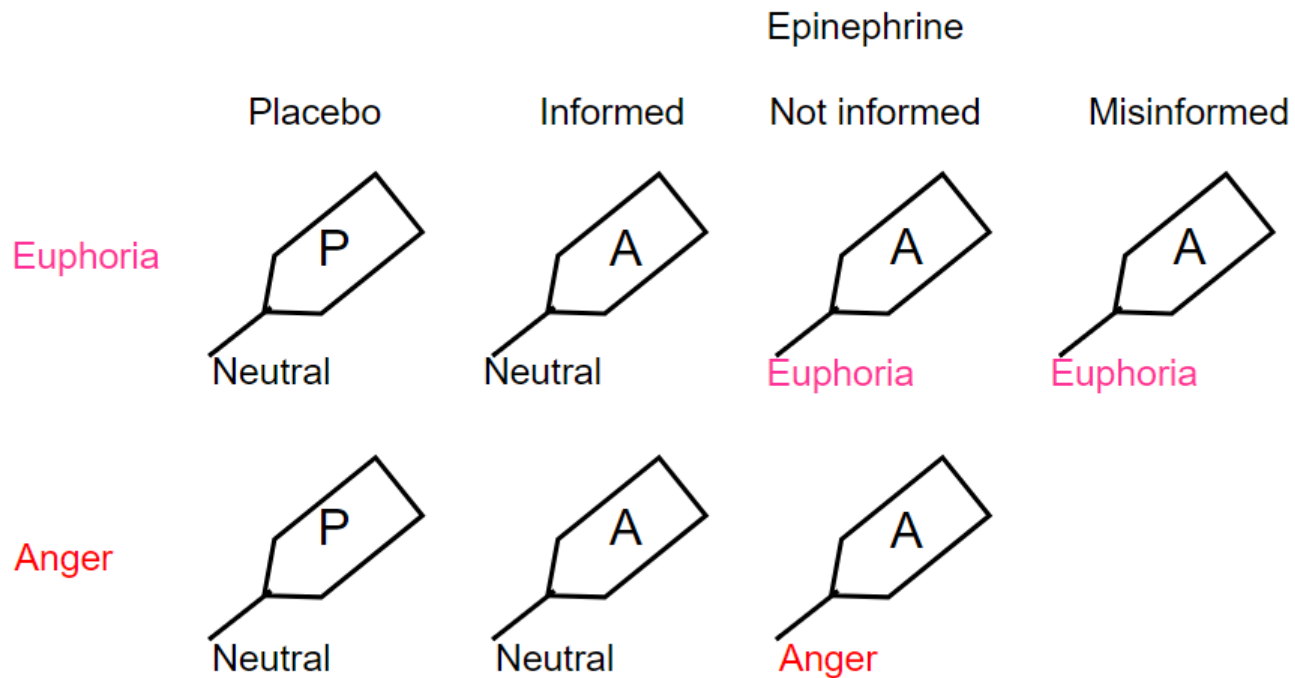 Epinephrine
Placebo Informed Not informed Misinformed
Euphoria P A A A
Neutral Neutral Euphoria Euphoria
Anger P A A
Neutral Neutral Anger